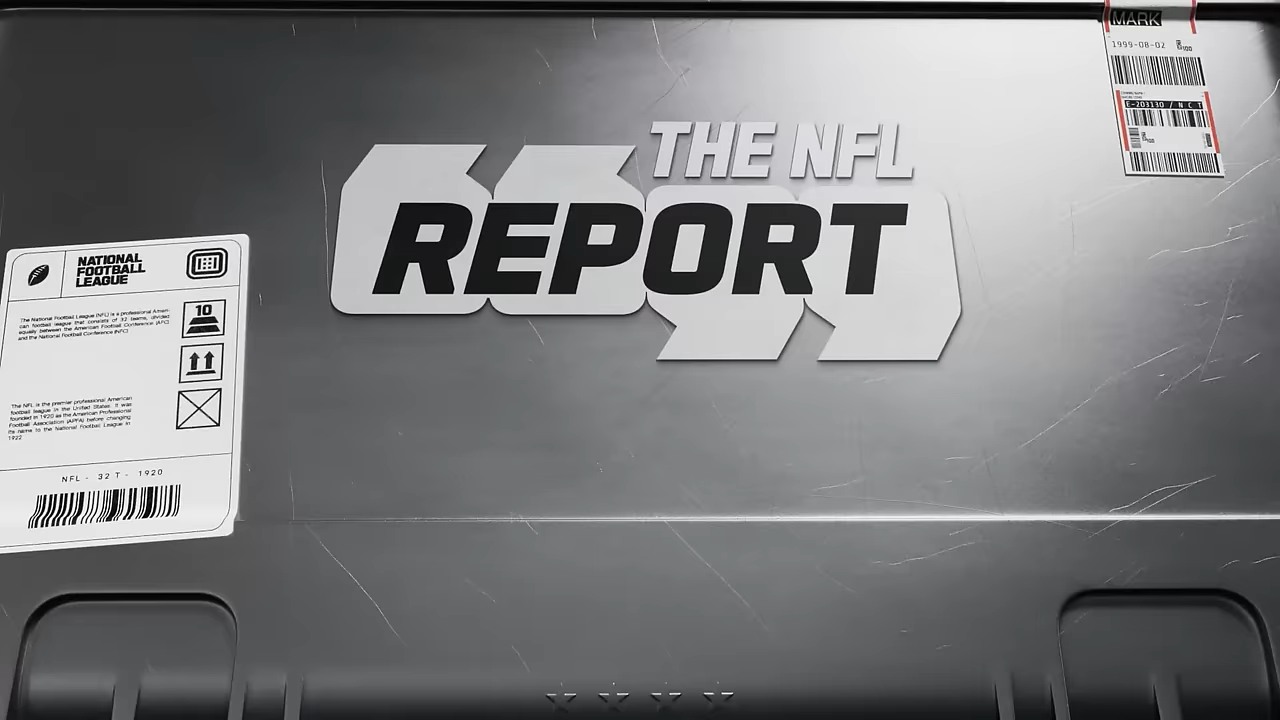 MARK
1999-08-02
E-203130 / NCT
THE NFL
REPORT
NATIONAL
FOOTBALL
LEAGUE
The National Football League (NFL) is a professional Ameri-
can football league that consists of 32 teams, divided
equally between the American Football Conference (AFC)
and the National Football Conference (NFC).
10
The NFL is the premier professional American
football league in the United States. It was
founded in 1920 as the American Professional
Football Association (APFA) before changing
its name to the National Football League in
1922
NFL - 32 T - 1920